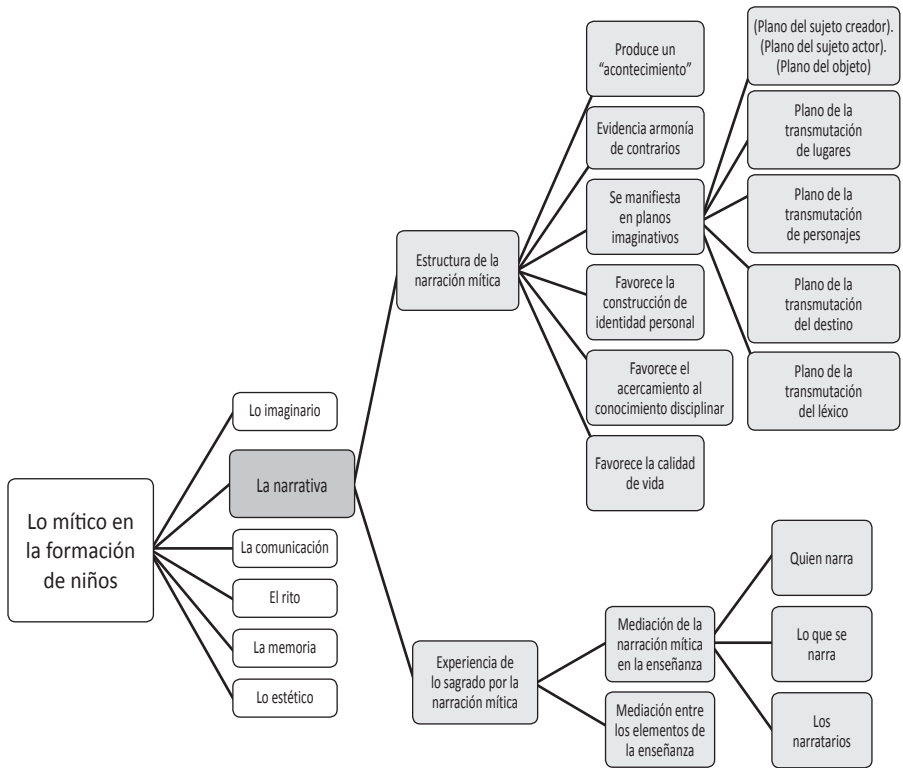 Lo mítico en
la formación
de niños
Lo imaginario
La narrativa
La comunicación
El rito
La memoria
Lo estético
Estructura de la
narración mítica
Produce un
“acontecimiento”
Evidencia armonía
de contrarios
Se manifiesta
en planos
imaginativos
Favorece la
construcción de
identidad personal
Favorece el
acercamiento al
conocimiento disciplinar
Favorece la calidad
de vida
(Plano del sujeto creador).
(Plano del sujeto actor).
(Plano del objeto)
Plano de la
transmutación
de lugares
Plano de la
transmutación
de personajes
Plano de la
transmutación
del destino
Plano de la
transmutación
del léxico
Experiencia de
lo sagrado por la
narración mítica
Mediación de la
narración mítica
en la enseñanza
Mediación entre
los elementos de
la enseñanza
Quien narra
Lo que se
narra
Los
narratarios